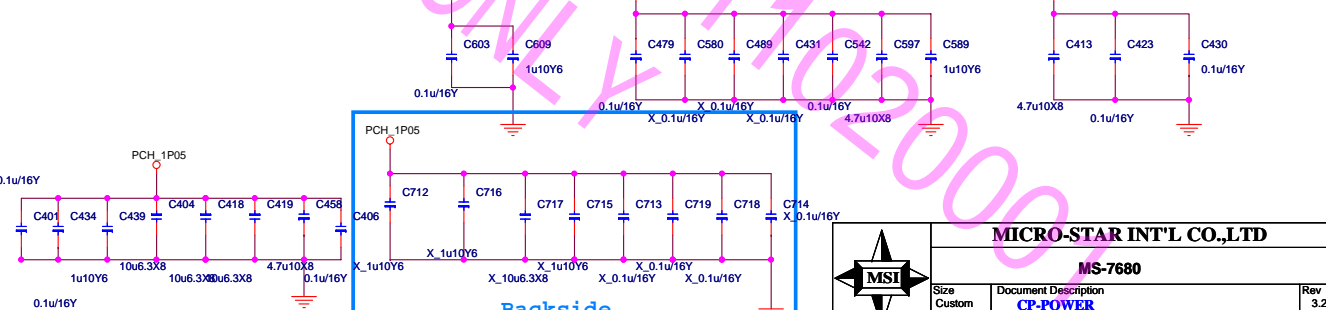 C603
C609
1u10Y6
0.1u/16Y
C479
C580
C489
C431
C542
C597
C589
1u10Y6
0.1u/16Y
X_0.1u/16Y
X_0.1u/16Y
X_0.1u/16Y
0.1u/16Y
4.7u10X8
C413
C423
C430
0.1u/16Y
4.7u10X8
0.1u/16Y
ONLY
11020001
PCH_1P05
0.1u/16Y
C401
C434
C439
C404
C418
C419
C458
C406
1u10Y6
10u6.3X8
10u6.3X8
10u6.3X8
4.7u10X8
0.1u/16Y
0.1u/16Y
PCH_1P05
C712
C716
C717
C715
C713
C719
C718
C714
X_0.1u/16Y
X_1u10Y6
X_1u10Y6
X_10u6.3X8
X_1u10Y6
X_0.1u/16Y
X_0.1u/16Y
X_0.1u/16Y
Backside
MSI
MICRO-STAR INT'L CO.,LTD
MS-7680
Size
Custom
Document Description
CP-POWER
Rev
3.2